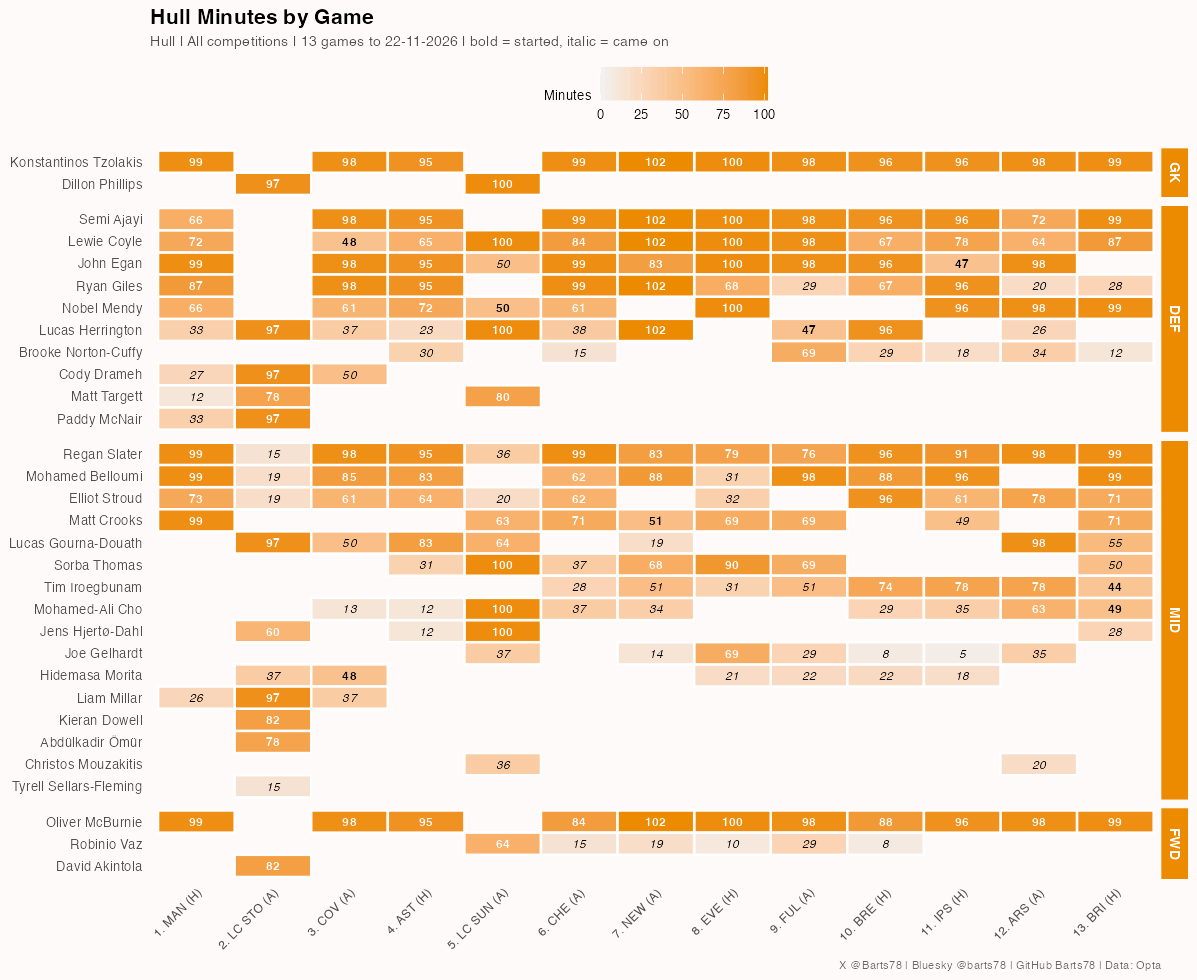 Hull Minutes by Game
Hull | All competitions | 13 games to 22-11-2026 | bold = started, italic = came on
Minutes
0 25 50 75 100
Konstantinos Tzolakis 99 98 95 99 102 100 98 96 96 98 99
Dillon Phillips 97 100
GK
Semi Ajayi 66 98 95 99 102 100 98 96 96 72 99
Lewie Coyle 72 48 65 100 84 102 100 98 67 78 64 87
John Egan 99 98 95 50 99 83 100 98 96 47 98
Ryan Giles 87 98 95 99 102 68 29 67 96 20 28
Nobel Mendy 66 61 72 50 61 100 96 98 99
Lucas Herrington 33 97 37 23 100 38 102 47 96 26
Brooke Norton-Cuffy 30 15 69 29 18 34 12
Cody Drameh 27 97 50
Matt Targett 12 78 80
Paddy McNair 33 97
DEF
Regan Slater 99 15 98 95 36 99 83 79 76 96 91 98 99
Mohamed Belloumi 99 19 85 83 62 88 31 98 88 96 99
Elliot Stroud 73 19 61 64 20 62 32 96 61 78 71
Matt Crooks 99 63 71 51 69 69 49 71
Lucas Gourna-Douath 97 50 83 64 19 98 55
Sorba Thomas 31 100 37 68 90 69 50
Tim Iroegbunam 28 51 31 51 74 78 78 44
Mohamed-Ali Cho 13 12 100 37 34 29 35 63 49
Jens Hjertø-Dahl 60 12 100 28
Joe Gelhardt 37 14 69 29 8 5 35
Hidemasa Morita 37 48 21 22 22 18
Liam Millar 26 97 37
Kieran Dowell 82
Abdülkadir Ömür 78
Christos Mouzakitis 36 20
Tyrell Sellars-Fleming 15
MID
Oliver McBurnie 99 98 95 84 102 100 98 88 96 98 99
Robinio Vaz 64 15 19 10 29 8
David Akintola 82
FWD
1. MAN (H)
2. LC STO (A)
3. COV (A)
4. AST (H)
5. LC SUN (A)
6. CHE (A)
7. NEW (A)
8. EVE (H)
9. FUL (A)
10. BRE (H)
11. IPS (H)
12. ARS (A)
13. BRI (H)
X @Barts78 | Bluesky @barts78 | GitHub Barts78 | Data: Opta